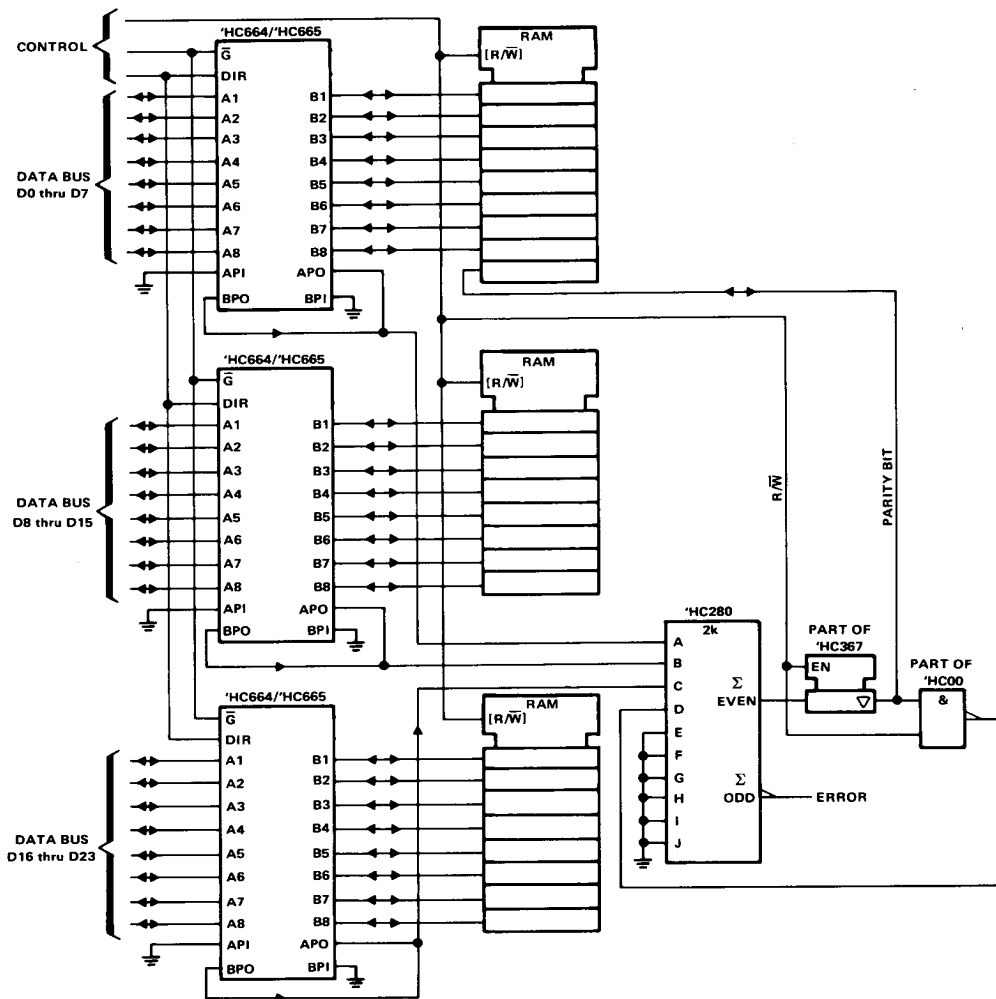 CONTROL
'HC664/'HC665
G̅
DIR
A1
A2
A3
A4
A5
A6
A7
A8
API
BPO
B1
B2
B3
B4
B5
B6
B7
B8
APO
BPI
DATA BUS
D0 thru D7
RAM
[R/W̅]
'HC664/'HC665
G̅
DIR
A1
A2
A3
A4
A5
A6
A7
A8
API
BPO
B1
B2
B3
B4
B5
B6
B7
B8
APO
BPI
DATA BUS
D8 thru D15
RAM
[R/W̅]
R/W̅
PARITY BIT
'HC664/'HC665
G̅
DIR
A1
A2
A3
A4
A5
A6
A7
A8
API
BPO
B1
B2
B3
B4
B5
B6
B7
B8
APO
BPI
DATA BUS
D16 thru D23
RAM
[R/W̅]
'HC280
2k
A
B
C
D
E
F
G
H
I
J
Σ
EVEN
Σ
ODD
ERROR
PART OF
'HC367
EN
▽
PART OF
'HC00
&